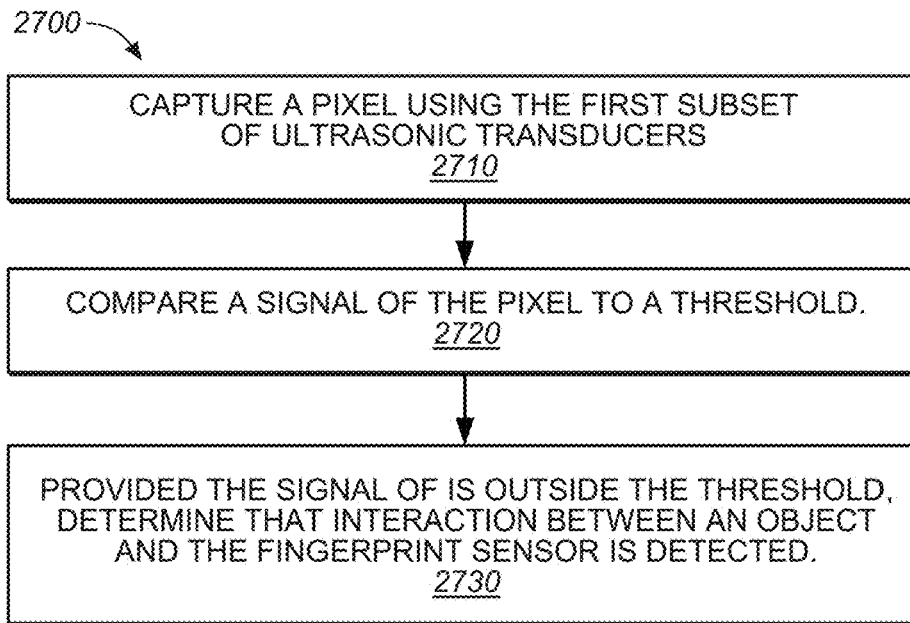 2700
CAPTURE A PIXEL USING THE FIRST SUBSET
OF ULTRASONIC TRANSDUCERS
2710
COMPARE A SIGNAL OF THE PIXEL TO A THRESHOLD.
2720
PROVIDED THE SIGNAL OF IS OUTSIDE THE THRESHOLD,
DETERMINE THAT INTERACTION BETWEEN AN OBJECT
AND THE FINGERPRINT SENSOR IS DETECTED.
2730